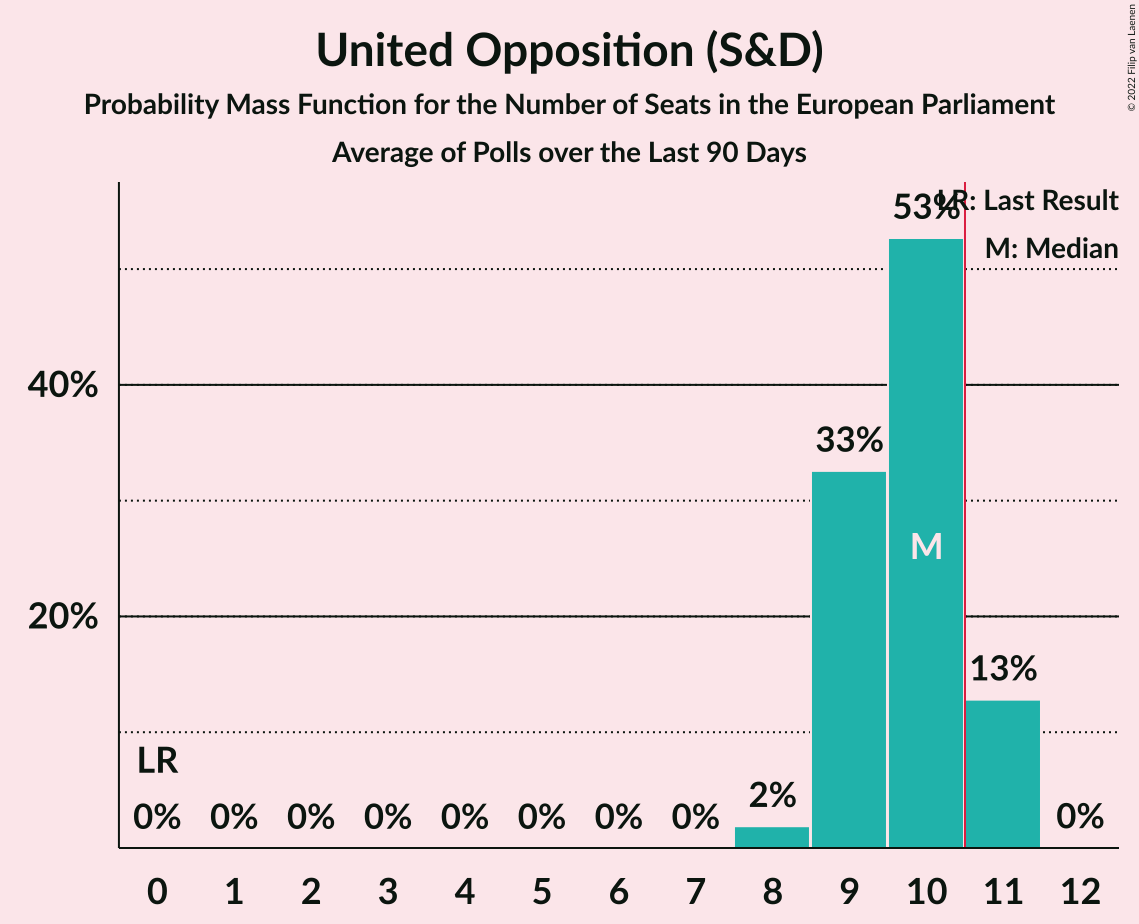 United Opposition (S&D)
Probability Mass Function for the Number of Seats in the European Parliament
Average of Polls over the Last 90 Days
© 2022 Filip van Laenen
LR: Last Result
M: Median
53%
40%
33%
M
20%
13%
LR
2%
0% 0% 0% 0% 0% 0% 0% 0% 0%
0 1 2 3 4 5 6 7 8 9 10 11 12